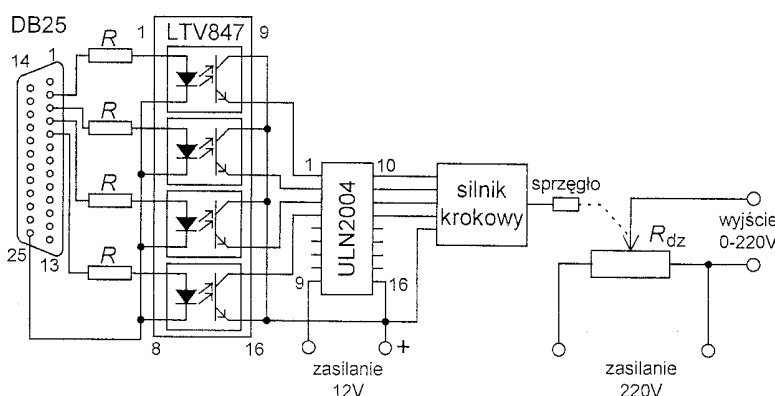 DB25
14
1
25
13
R
R
R
R
1
LTV847
9
8
16
1
10
ULN2004
9
16
zasilanie
12V
+
silnik
krokowy
sprzęgło
R dz
wyjście
0-220V
zasilanie
220V